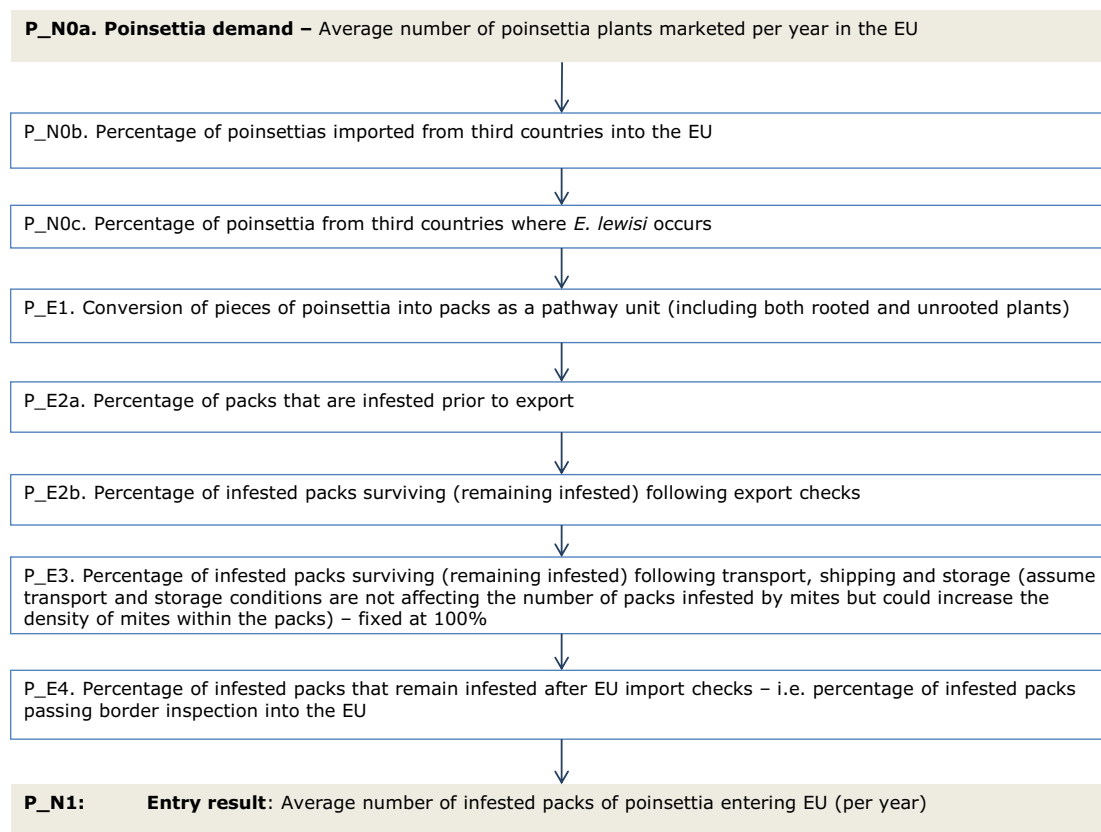 P_N0a. Poinsettia demand – Average number of poinsettia plants marketed per year in the EU
P_N0b. Percentage of poinsettias imported from third countries into the EU
P_N0c. Percentage of poinsettia from third countries where E. lewisi occurs
P_E1. Conversion of pieces of poinsettia into packs as a pathway unit (including both rooted and unrooted plants)
P_E2a. Percentage of packs that are infested prior to export
P_E2b. Percentage of infested packs surviving (remaining infested) following export checks
P_E3. Percentage of infested packs surviving (remaining infested) following transport, shipping and storage (assume
transport and storage conditions are not affecting the number of packs infested by mites but could increase the
density of mites within the packs) – fixed at 100%
P_E4. Percentage of infested packs that remain infested after EU import checks – i.e. percentage of infested packs
passing border inspection into the EU
P_N1: Entry result: Average number of infested packs of poinsettia entering EU (per year)